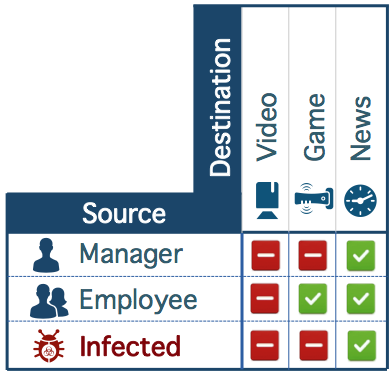 Destination
Video
Game
News
Source
Manager
Employee
Infected